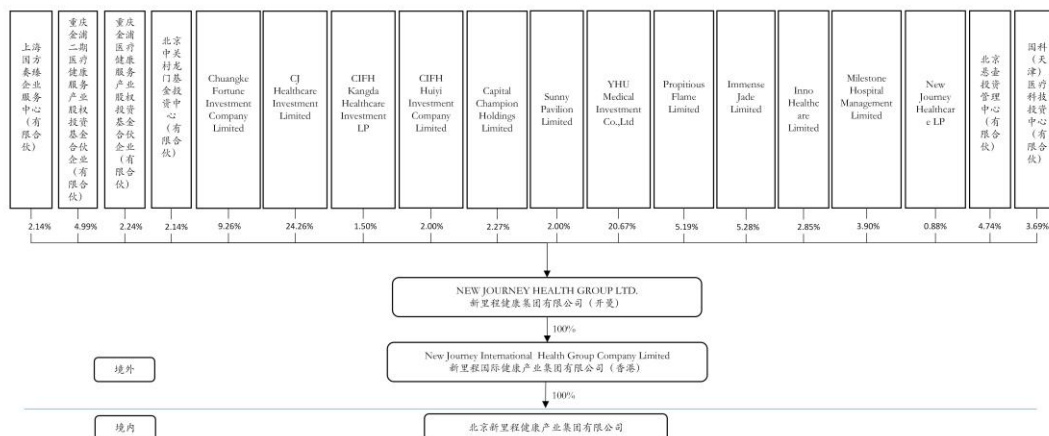 上海
国方
委臻
企业
服务
中心
(有
限合
伙)
重庆
金浦
二期
医疗
健康
服务
产业
股权
投资
基金
合伙
企业
(有
限合
伙)
重庆
金浦
医疗
健康
服务
产业
股权
投资
基金
合伙
企业
(有
限合
伙)
北京
中关
村龙
门基
金投
资中
心
(有
限合
伙)
Chuangke
Fortune
Investment
Company
Limited
CJ
Healthcare
Investment
Limited
CIFH
Kangda
Healthcare
Investment
LP
CIFH
Huiyi
Investment
Company
Limited
Capital
Champion
Holdings
Limited
Sunny
Pavilion
Limited
YHU
Medical
Investment
Co.,Ltd
Propitious
Flame
Limited
Immense
Jade
Limited
Inno
Healthc
are
Limited
Milestone
Hospital
Management
Limited
New
Journey
Healthcar
e LP
北京
悬壶
投资
管理
中心
(有
限合
伙)
国科
(天
津)
医疗
科技
投资
中心
(有
限合
伙)
2.14% 4.99% 2.24% 2.14% 9.26% 24.26% 1.50% 2.00% 2.27% 2.00% 20.67% 5.19% 5.28% 2.85% 3.90% 0.88% 4.74% 3.69%
NEW JOURNEY HEALTH GROUP LTD.
新里程健康集团有限公司(开曼)
100%
New Journey International Health Group Company Limited
新里程国际健康产业集团有限公司(香港)
境外
100%
境内
北京新里程健康产业集团有限公司